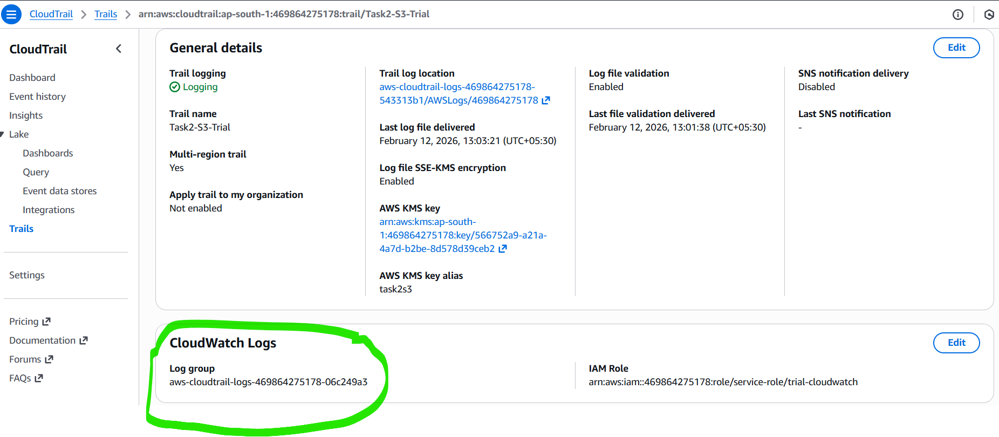 CloudTrail > Trails > arn:aws:cloudtrail:ap-south-1:469864275178:trail/Task2-S3-Trial
CloudTrail
Dashboard
Event history
Insights
Lake
Dashboards
Query
Event data stores
Integrations
Trails
Settings
Pricing
Documentation
Forums
FAQs
General details
Edit
Trail logging
Logging
Trail name
Task2-S3-Trial
Multi-region trail
Yes
Apply trail to my organization
Not enabled
Trail log location
aws-cloudtrail-logs-469864275178-
543313b1/AWSLogs/469864275178
Last log file delivered
February 12, 2026, 13:03:21 (UTC+05:30)
Log file SSE-KMS encryption
Enabled
AWS KMS key
arn:aws:kms:ap-south-
1:469864275178:key/566752a9-a21a-
4a7d-b2be-8d578d39ceb2
AWS KMS key alias
task2s3
Log file validation
Enabled
Last file validation delivered
February 12, 2026, 13:01:38 (UTC+05:30)
SNS notification delivery
Disabled
Last SNS notification
-
CloudWatch Logs
Edit
Log group
aws-cloudtrail-logs-469864275178-06c249a3
IAM Role
arn:aws:iam::469864275178:role/service-role/trial-cloudwatch